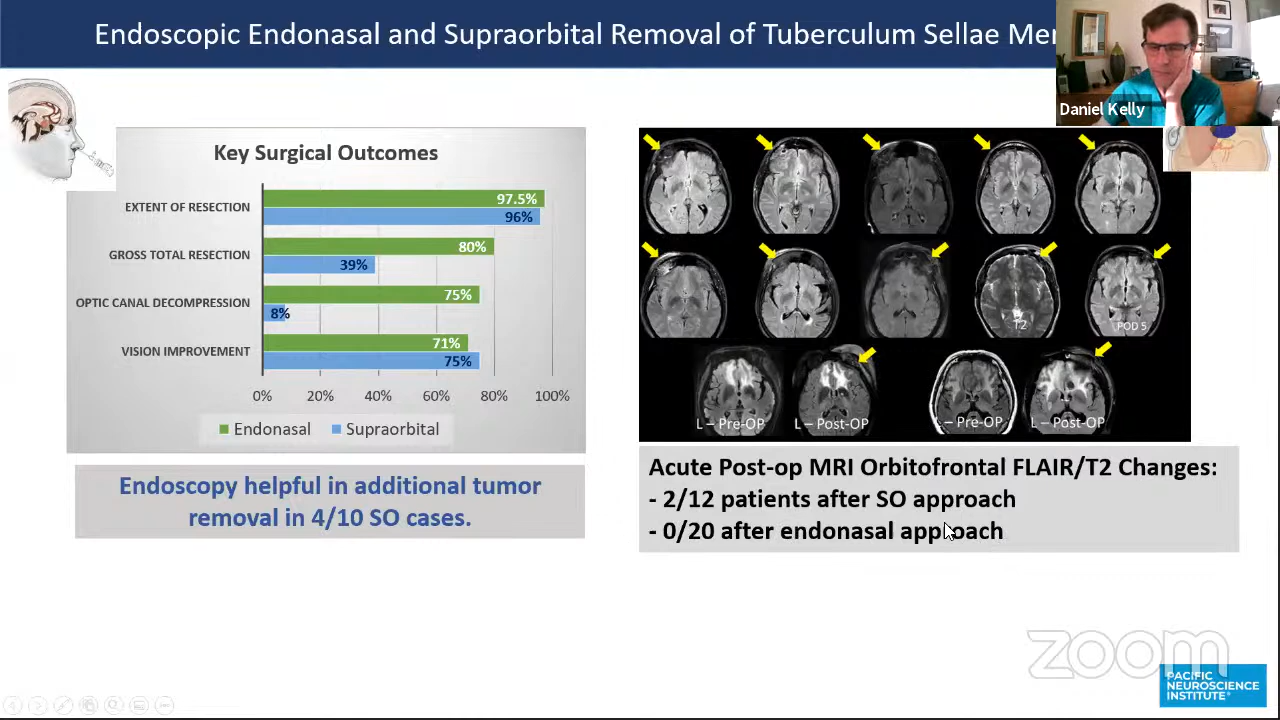 Endoscopic Endonasal and Supraorbital Removal of Tuberculum Sellae
Daniel Kelly
Key Surgical Outcomes
EXTENT OF RESECTION
97.5%
96%
GROSS TOTAL RESECTION
80%
39%
OPTIC CANAL DECOMPRESSION
75%
8%
VISION IMPROVEMENT
71%
75%
0% 20% 40% 60% 80% 100%
Endonasal Supraorbital
Endoscopy helpful in additional tumor
removal in 4/10 SO cases.
T2
POD 5
L – Pre-OP
L – Post-OP
L – Pre-OP
L – Post-OP
Acute Post-op MRI Orbitofrontal FLAIR/T2 Changes:
- 2/12 patients after SO approach
- 0/20 after endonasal approach
zoom
PACIFIC
NEUROSCIENCE
INSTITUTE®